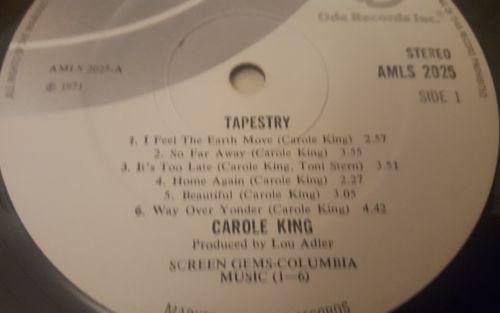 Ode Records Inc.
STEREO
AMLS 2025-A
AMLS 2025
℗ 1971
SIDE 1
TAPESTRY
1. I Feel The Earth Move (Carole King) 2.57
2. So Far Away (Carole King) 3.55
3. It's Too Late (Carole King, Toni Stern) 3.51
4. Home Again (Carole King) 2.27
5. Beautiful (Carole King) 3.05
6. Way Over Yonder (Carole King) 4.42
CAROLE KING
Produced by Lou Adler
SCREEN GEMS-COLUMBIA
MUSIC (1—6)
RECORDS